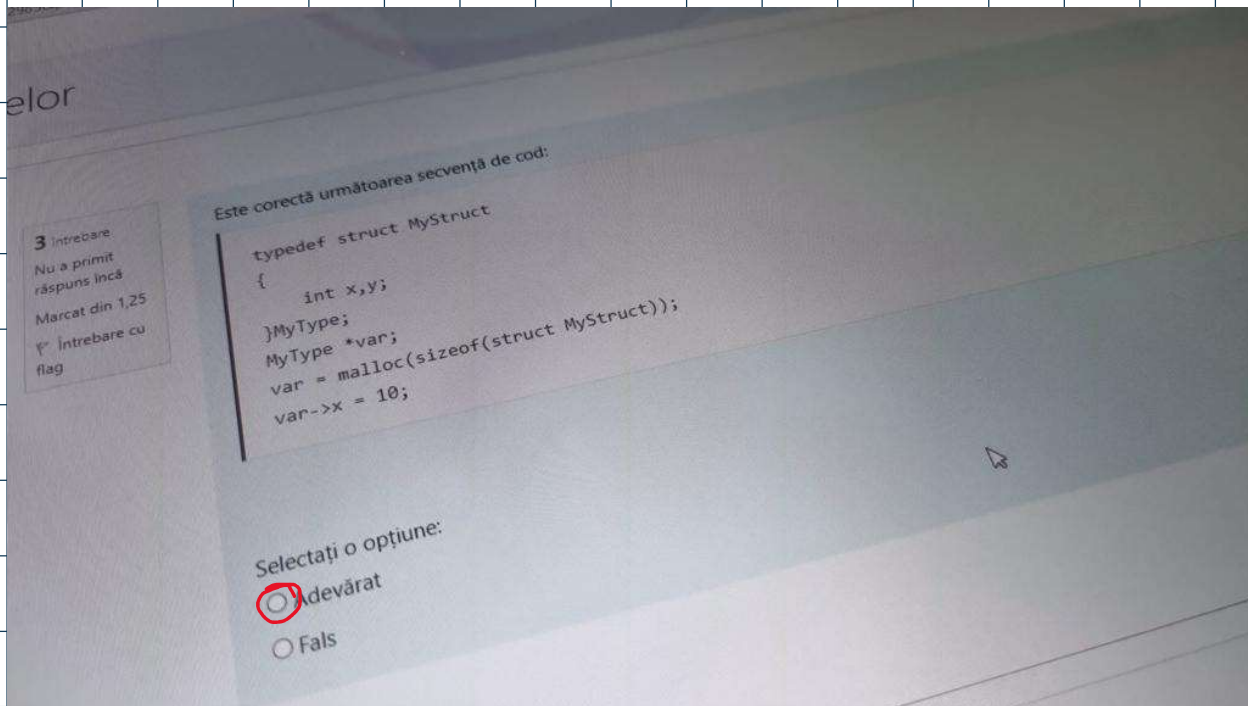 elor
3 Întrebare
Nu a primit
răspuns încă
Marcat din 1,25
Întrebare cu
flag
Este corectă următoarea secvență de cod:
typedef struct MyStruct
{
int x,y;
}MyType;
MyType *var;
var = malloc(sizeof(struct MyStruct));
var->x = 10;
Selectați o opțiune:
Adevărat
Fals